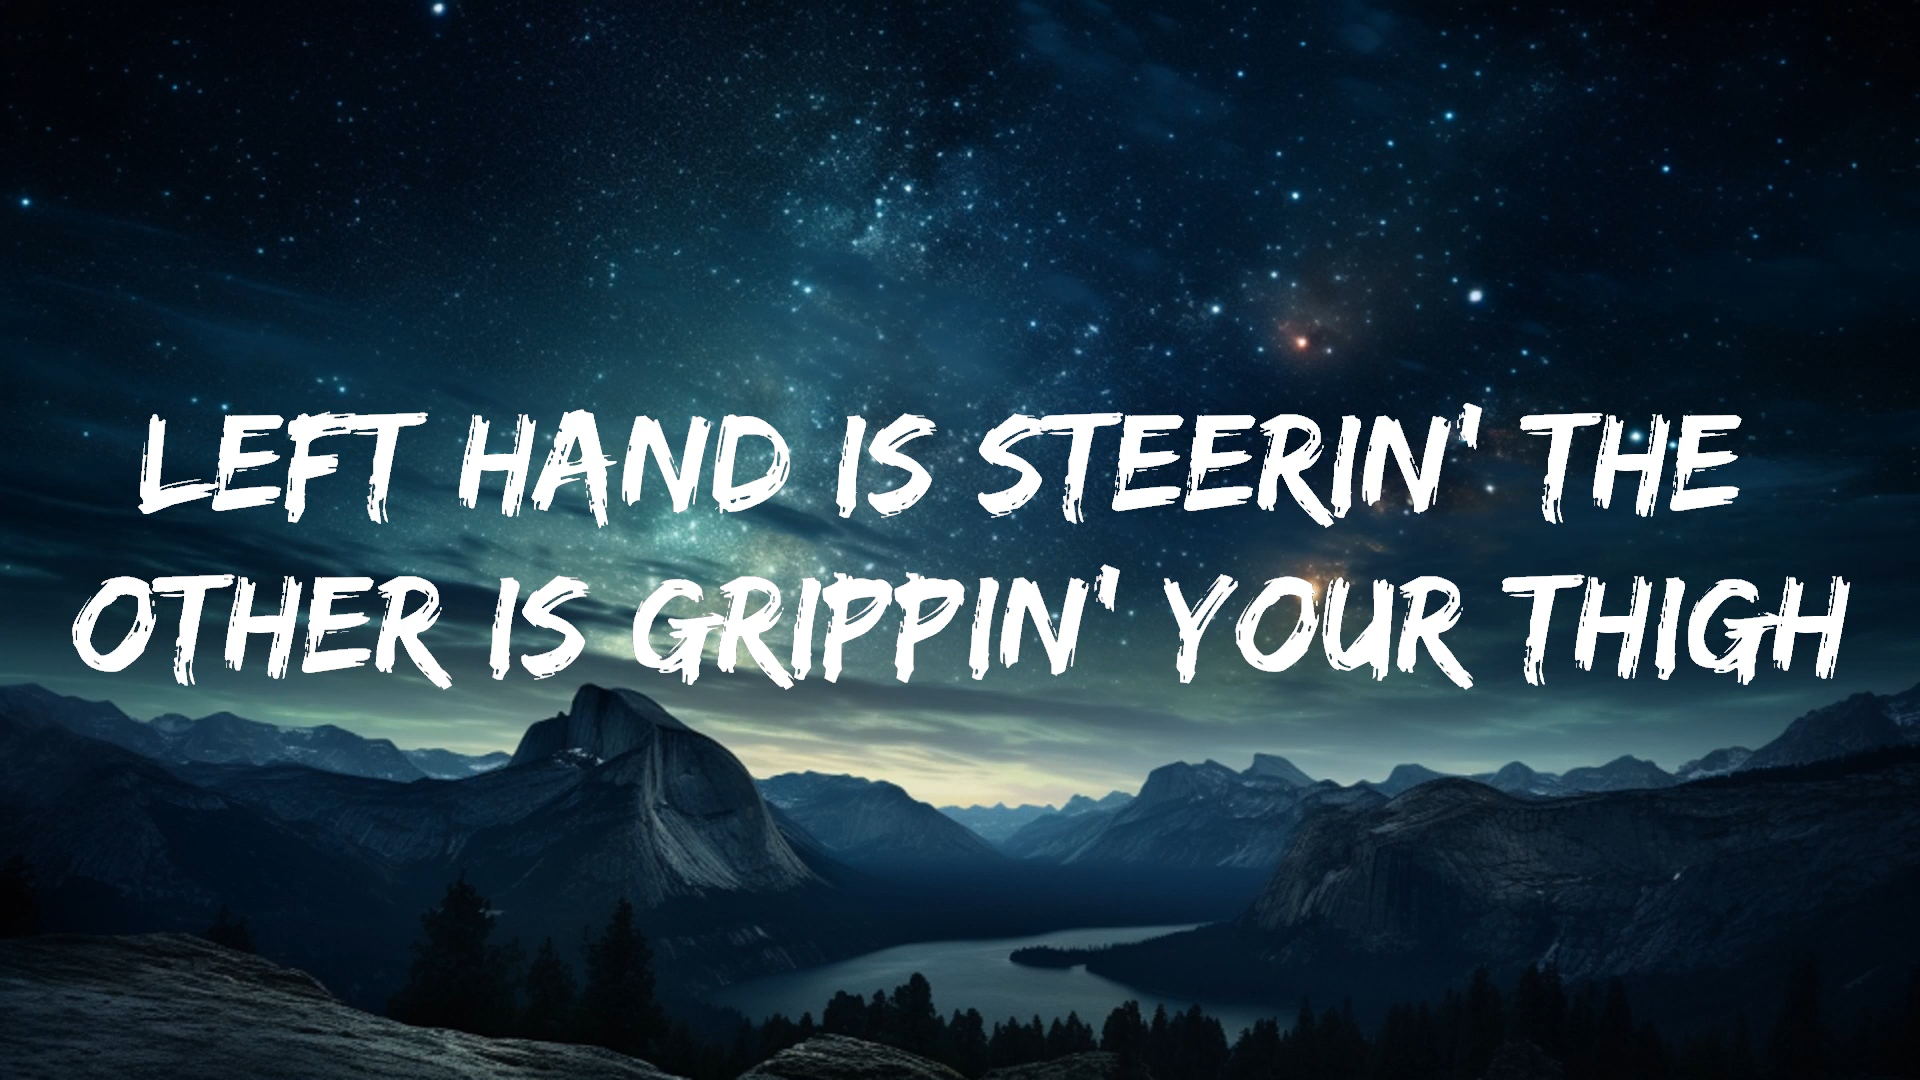 LEFT HAND IS STEERIN' THE
OTHER IS GRIPPIN' YOUR THIGH